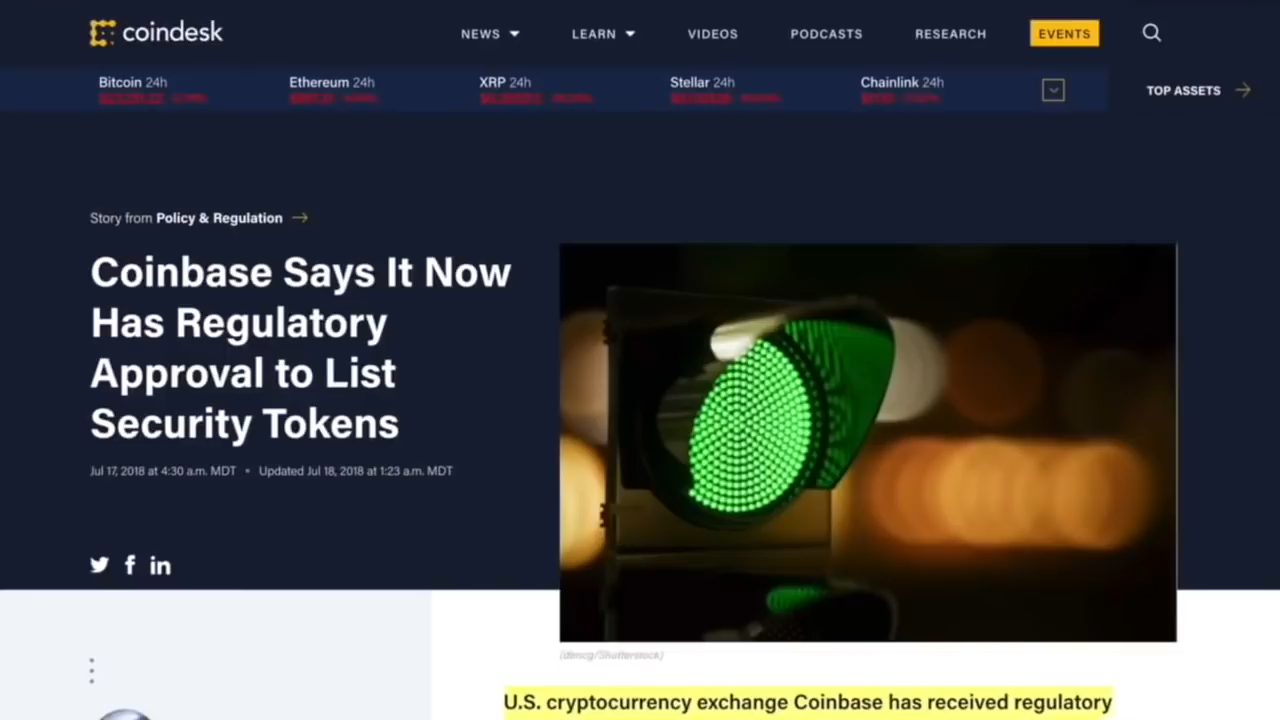 coindesk
NEWS
LEARN
VIDEOS
PODCASTS
RESEARCH
EVENTS
Bitcoin 24h
Ethereum 24h
XRP 24h
Stellar 24h
Chainlink 24h
TOP ASSETS
Story from Policy & Regulation
Coinbase Says It Now
Has Regulatory
Approval to List
Security Tokens
Jul 17, 2018 at 4:30 a.m. MDT • Updated Jul 18, 2018 at 1:23 a.m. MDT
U.S. cryptocurrency exchange Coinbase has received regulatory